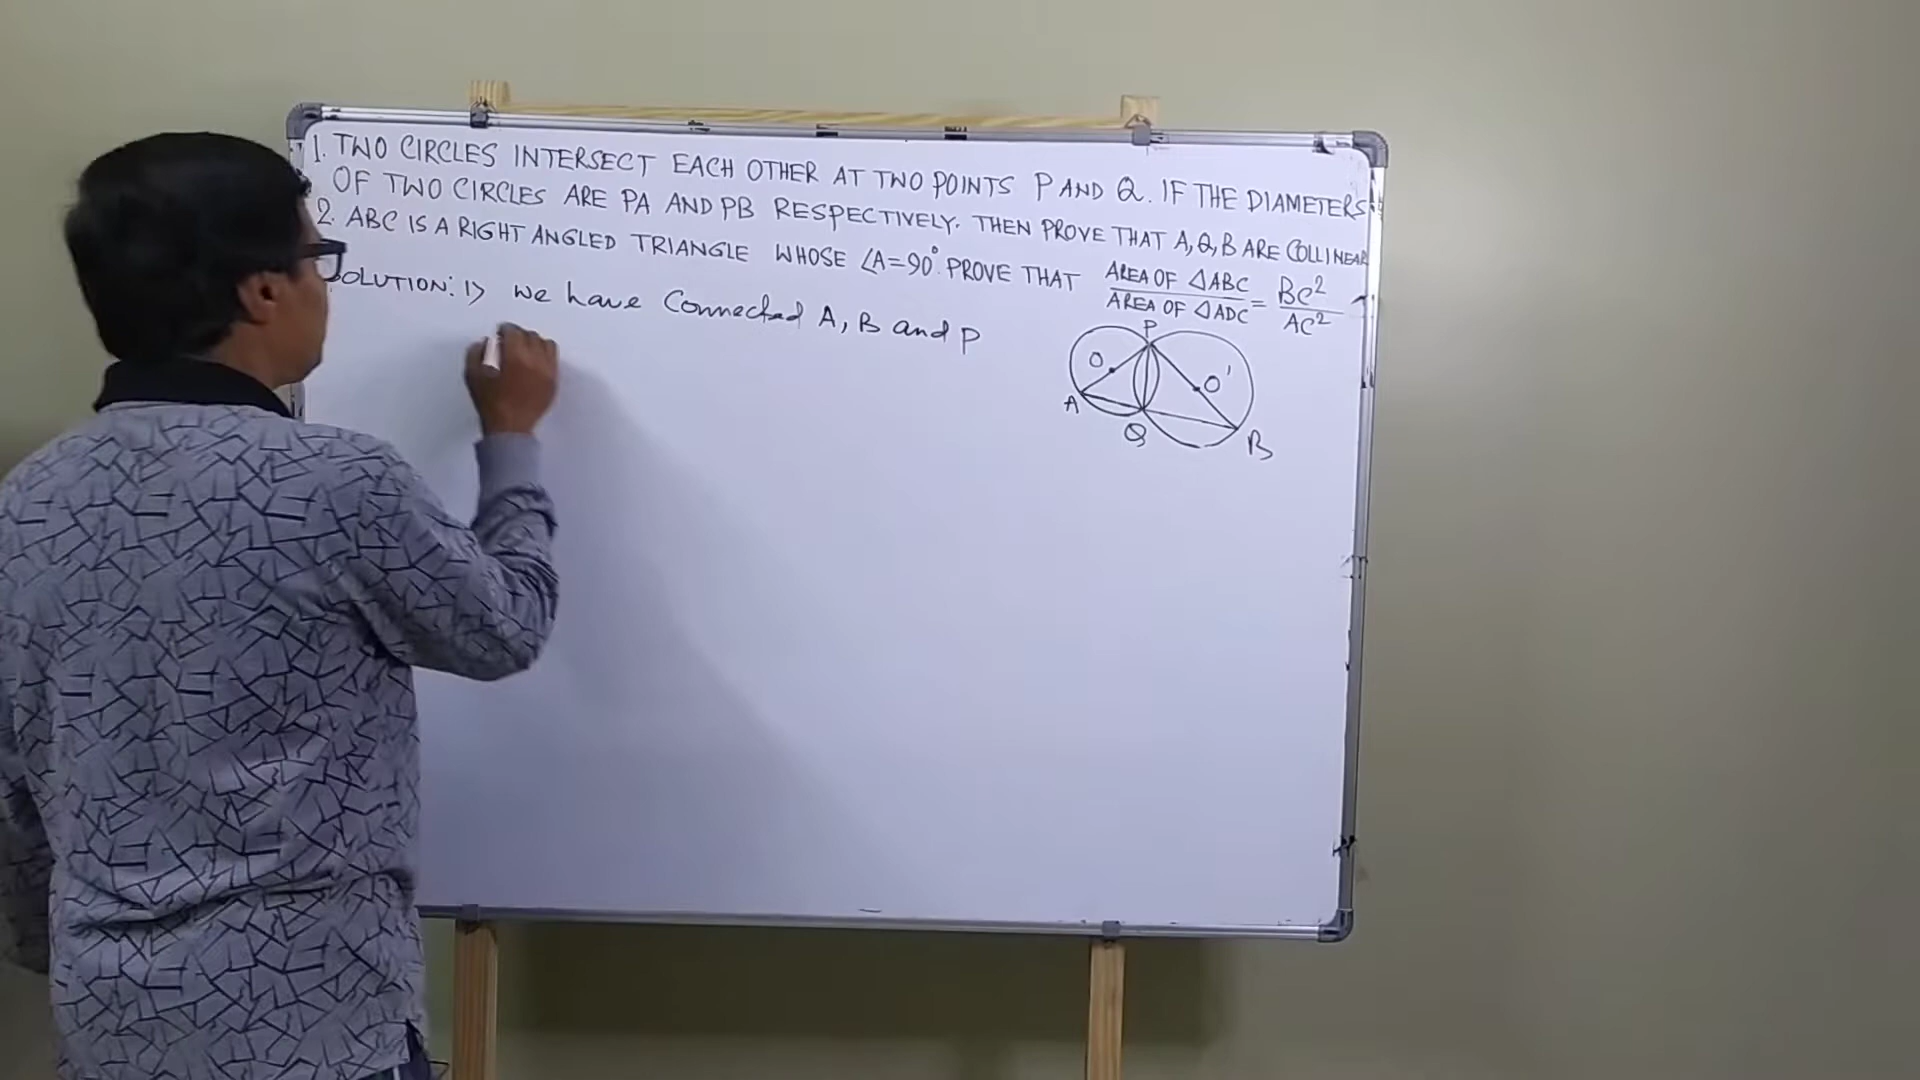 1. TWO CIRCLES INTERSECT EACH OTHER AT TWO POINTS P AND Q. IF THE DIAMETERS
OF TWO CIRCLES ARE PA AND PB RESPECTIVELY. THEN PROVE THAT A, Q, B ARE COLLINEAR
2. ABC IS A RIGHT ANGLED TRIANGLE WHOSE ∠A=90°. PROVE THAT AREA OF △ABC / AREA OF △ADC = BC² / AC²
SOLUTION: 1> We have Connected A, B and P
P
O
O'
A
Q
B